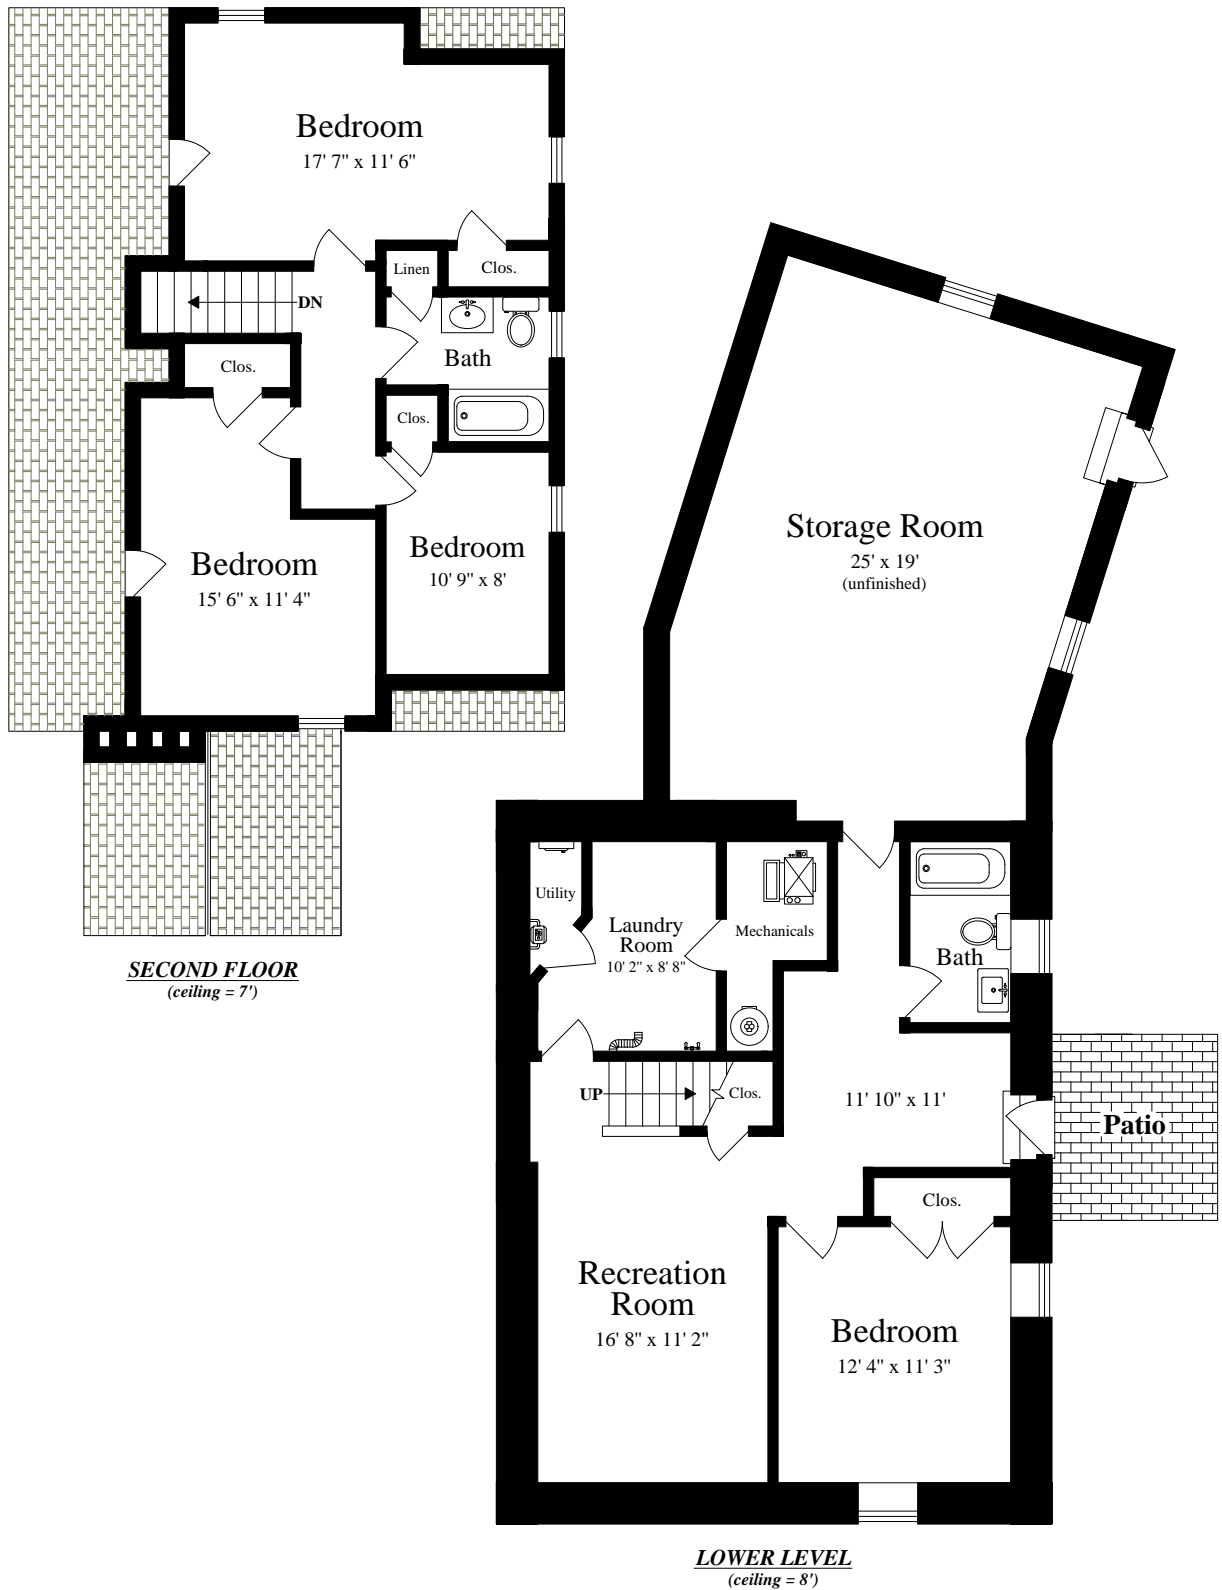 Bedroom
17' 7" x 11' 6"
Linen
Clos.
DN
Bath
Clos.
Clos.
Bedroom
15' 6" x 11' 4"
Bedroom
10' 9" x 8'
SECOND FLOOR
(ceiling = 7')
Storage Room
25' x 19'
(unfinished)
Utility
Laundry
Room
10' 2" x 8' 8"
Mechanicals
Bath
UP
Clos.
11' 10" x 11'
Patio
Clos.
Recreation
Room
16' 8" x 11' 2"
Bedroom
12' 4" x 11' 3"
LOWER LEVEL
(ceiling = 8')